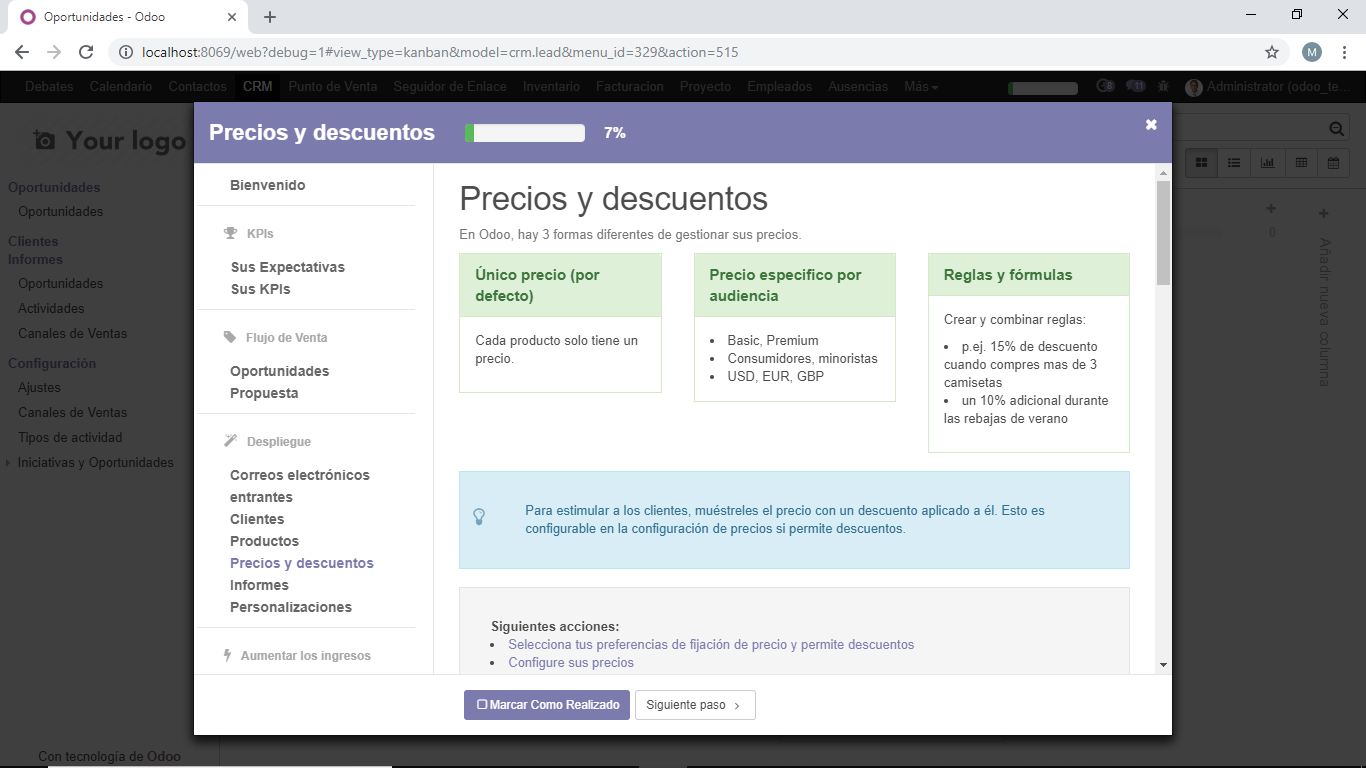 Oportunidades - Odoo
localhost:8069/web?debug=1#view_type=kanban&model=crm.lead&menu_id=329&action=515
M
Debates Calendario Contactos CRM Punto de Venta Seguidor de Enlace Inventario Facturacion Proyecto Empleados Ausencias Más 8 11 Administrator (odoo_te...
Your logo
Oportunidades
Oportunidades
Clientes
Informes
Oportunidades
Actividades
Canales de Ventas
Configuración
Ajustes
Canales de Ventas
Tipos de actividad
Iniciativas y Oportunidades
Con tecnología de Odoo
Precios y descuentos 7%
Bienvenido
KPIs
Sus Expectativas
Sus KPIs
Flujo de Venta
Oportunidades
Propuesta
Despliegue
Correos electrónicos
entrantes
Clientes
Productos
Precios y descuentos
Informes
Personalizaciones
Aumentar los ingresos
Precios y descuentos
En Odoo, hay 3 formas diferentes de gestionar sus precios.
Único precio (por
defecto)
Cada producto solo tiene un
precio.
Precio especifico por
audiencia
• Basic, Premium
• Consumidores, minoristas
• USD, EUR, GBP
Reglas y fórmulas
Crear y combinar reglas:
• p.ej. 15% de descuento
cuando compres mas de 3
camisetas
• un 10% adicional durante
las rebajas de verano
Para estimular a los clientes, muéstreles el precio con un descuento aplicado a él. Esto es
configurable en la configuración de precios si permite descuentos.
Siguientes acciones:
• Selecciona tus preferencias de fijación de precio y permite descuentos
• Configure sus precios
Marcar Como Realizado
Siguiente paso
0
Añadir nueva columna